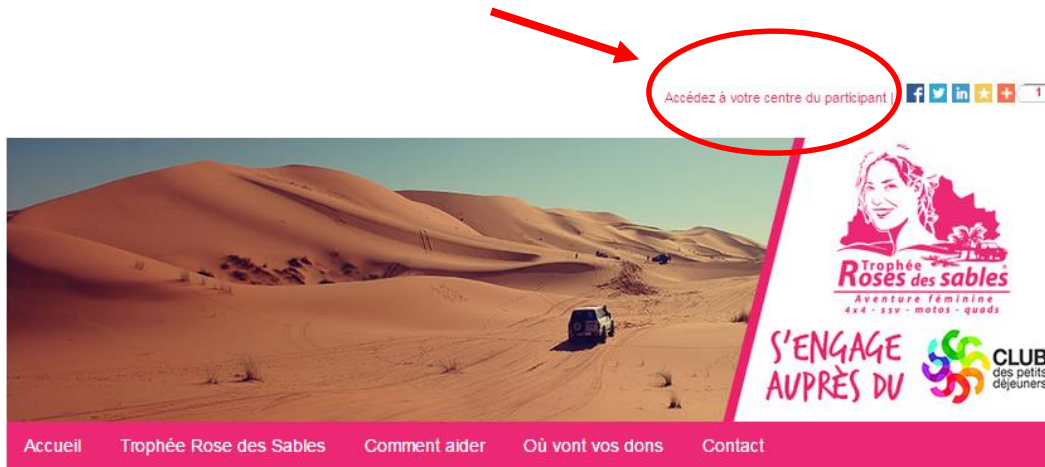 Accédez à votre centre du participant |
1
Trophée
Roses des sables
Aventure féminine
4x4 - ssv - motos - quads
S'ENGAGE
AUPRÈS DU
CLUB
des petits
déjeuners
Accueil Trophée Rose des Sables Comment aider Où vont vos dons Contact